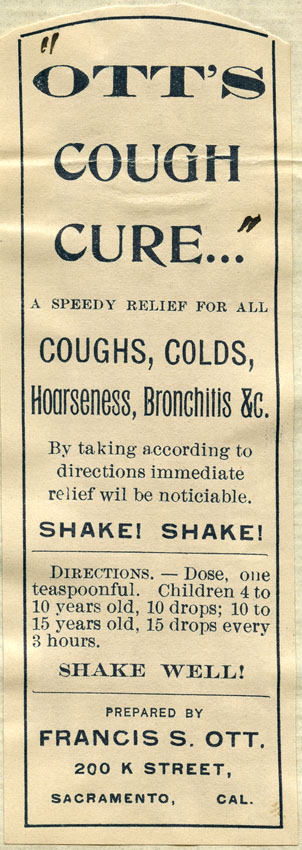 "OTT'S
COUGH
CURE..."
A SPEEDY RELIEF FOR ALL
COUGHS, COLDS,
Hoarseness, Bronchitis &c.
By taking according to
directions immediate
relief wil be noticiable.
SHAKE! SHAKE!
DIRECTIONS. — Dose, one
teaspoonful. Children 4 to
10 years old, 10 drops; 10 to
15 years old, 15 drops every
3 hours.
SHAKE WELL!
PREPARED BY
FRANCIS S. OTT.
200 K STREET,
SACRAMENTO, CAL.